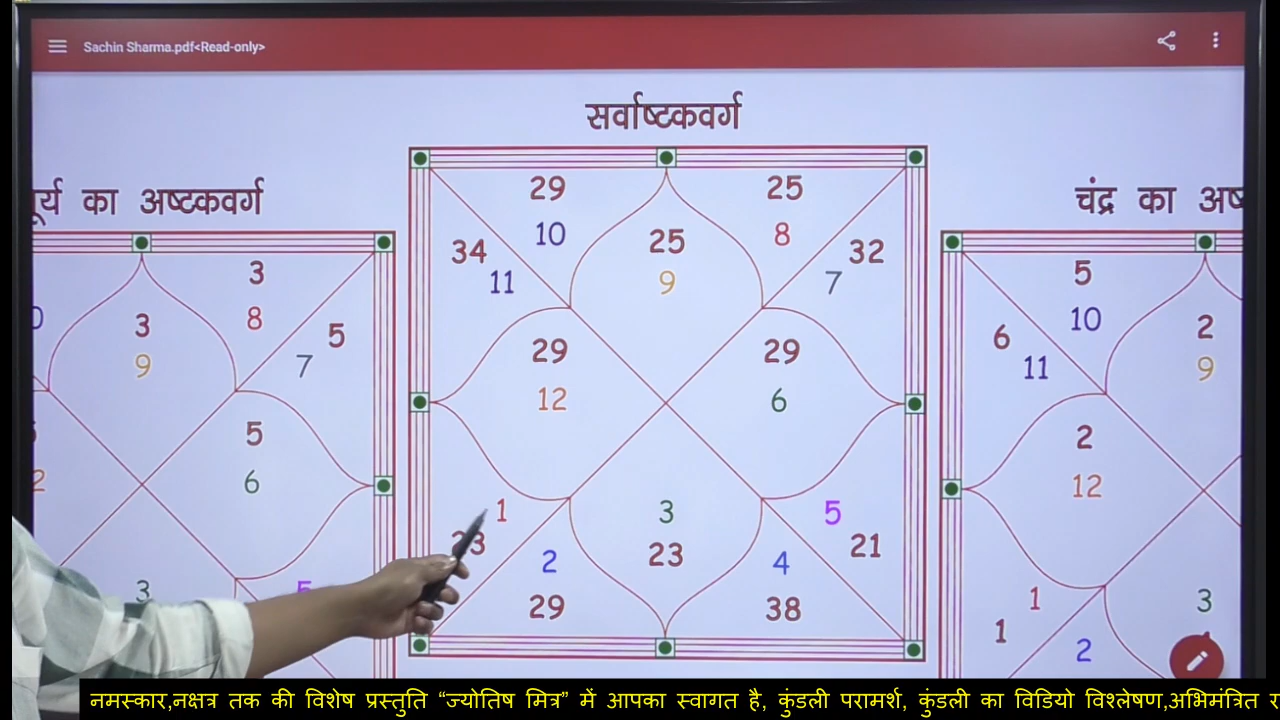 Sachin Sharma.pdf<Read-only>
सर्वाष्टकवर्ग
र्य का अष्टकवर्ग
चंद्र का
29 25
10 25 8
34 9 32
11 7
29 29
12 6
1 3 5
23 21
2 23 4
29 38
3
3 8
9 5
7
5
6
3
5
6 10
11 2
9
2
12
1 3
1 2
नमस्कार,नक्षत्र तक की विशेष प्रस्तुति “ज्योतिष मित्र” में आपका स्वागत है, कुंडली परामर्श, कुंडली का विडियो विश्लेषण,अभिमंत्रित